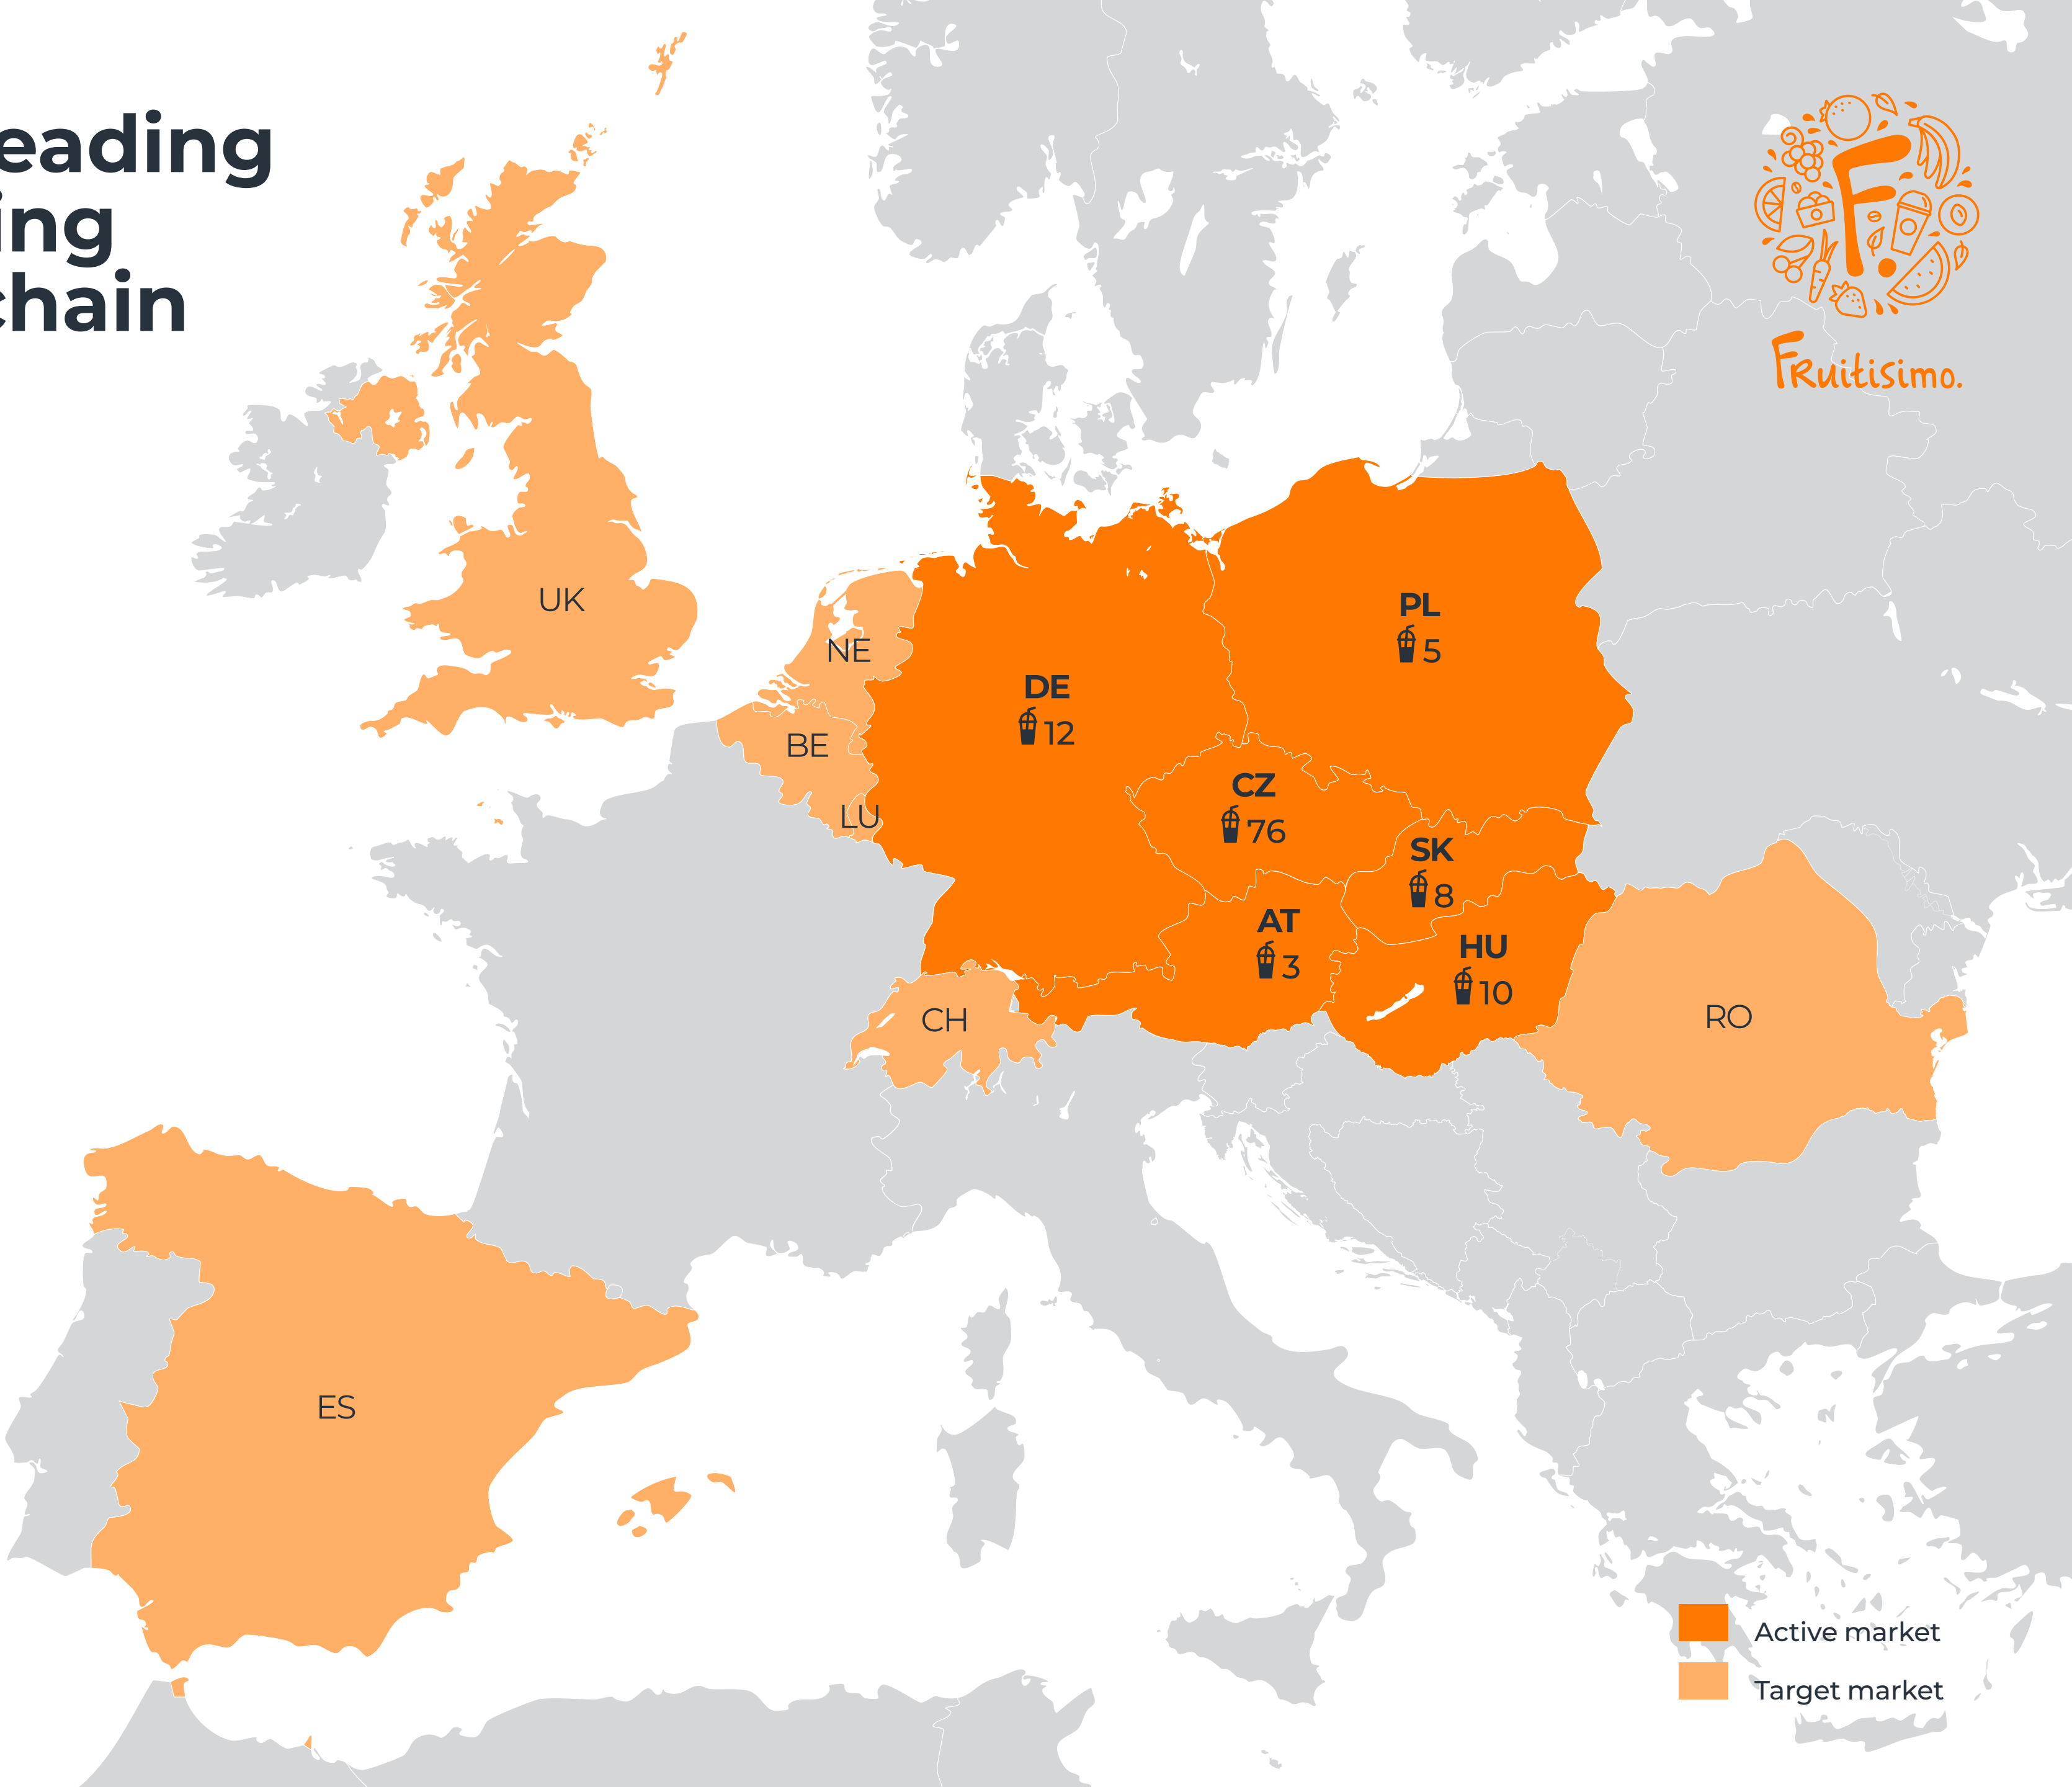 eading
ing
chain
Fruitisimo.
UK
NE
BE
LU
DE
12
PL
5
CZ
76
SK
8
AT
3
HU
10
CH
RO
ES
Active market
Target market